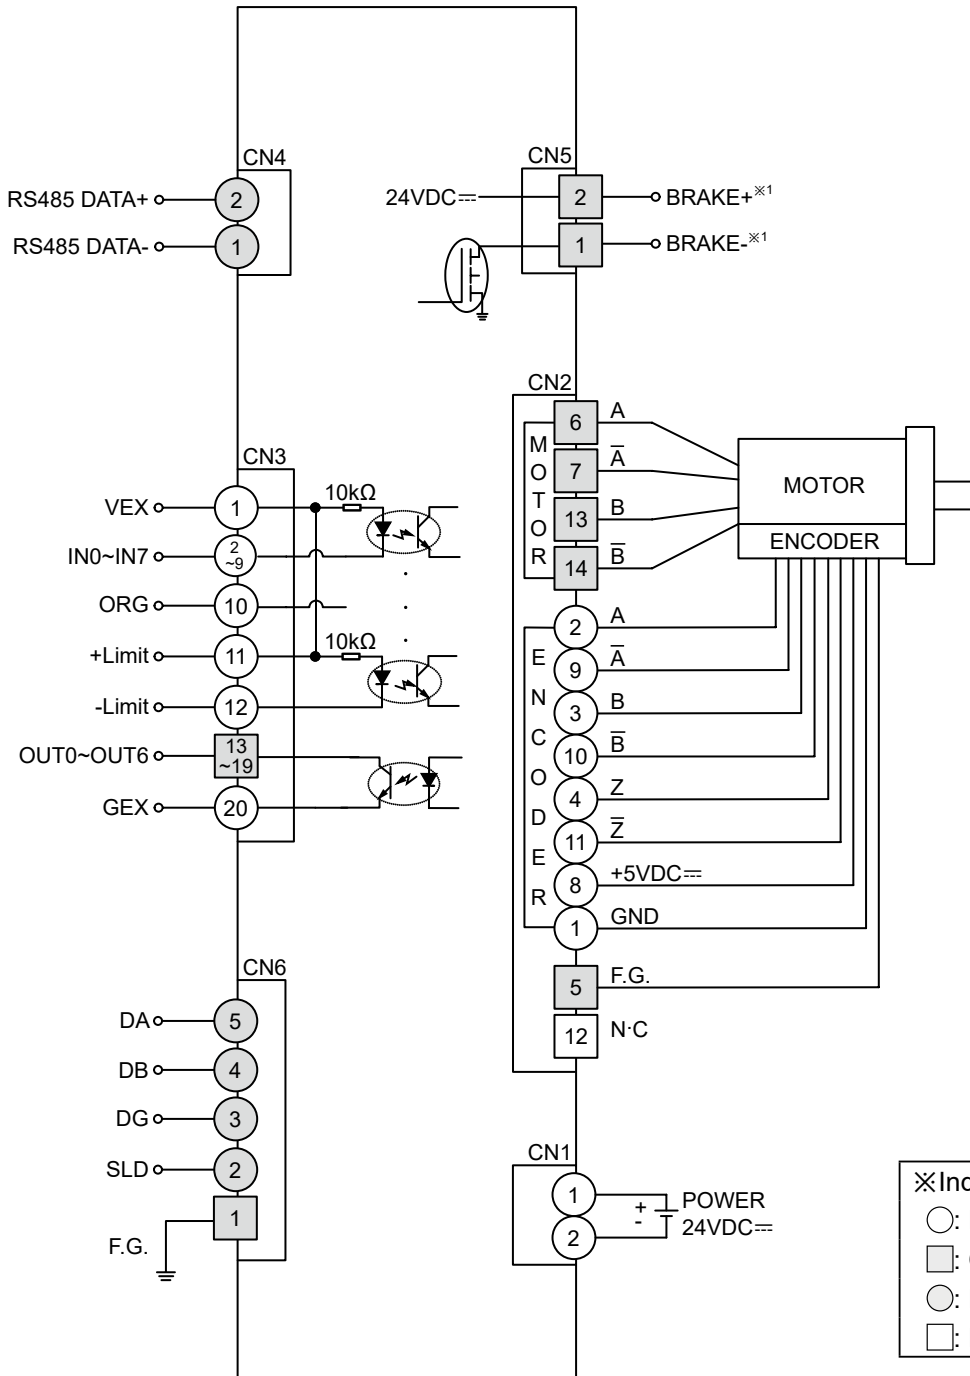 CN4
RS485 DATA+ 2
RS485 DATA- 1
CN5
24VDC⎓ 2 BRAKE+※1
1 BRAKE-※1
CN3
VEX 1 10kΩ
IN0~IN7 2 ~9
ORG 10
+Limit 11 10kΩ
-Limit 12
OUT0~OUT6 13 ~19
GEX 20
CN2
MOTOR
6 A
7 A̅
13 B
14 B̅
MOTOR
ENCODER
ENCODER
2 A
9 A̅
3 B
10 B̅
4 Z
11 Z̅
8 +5VDC⎓
1 GND
5 F.G.
12 N·C
CN6
DA 5
DB 4
DG 3
SLD 2
1
F.G.
CN1
1 + POWER
2 - 24VDC⎓